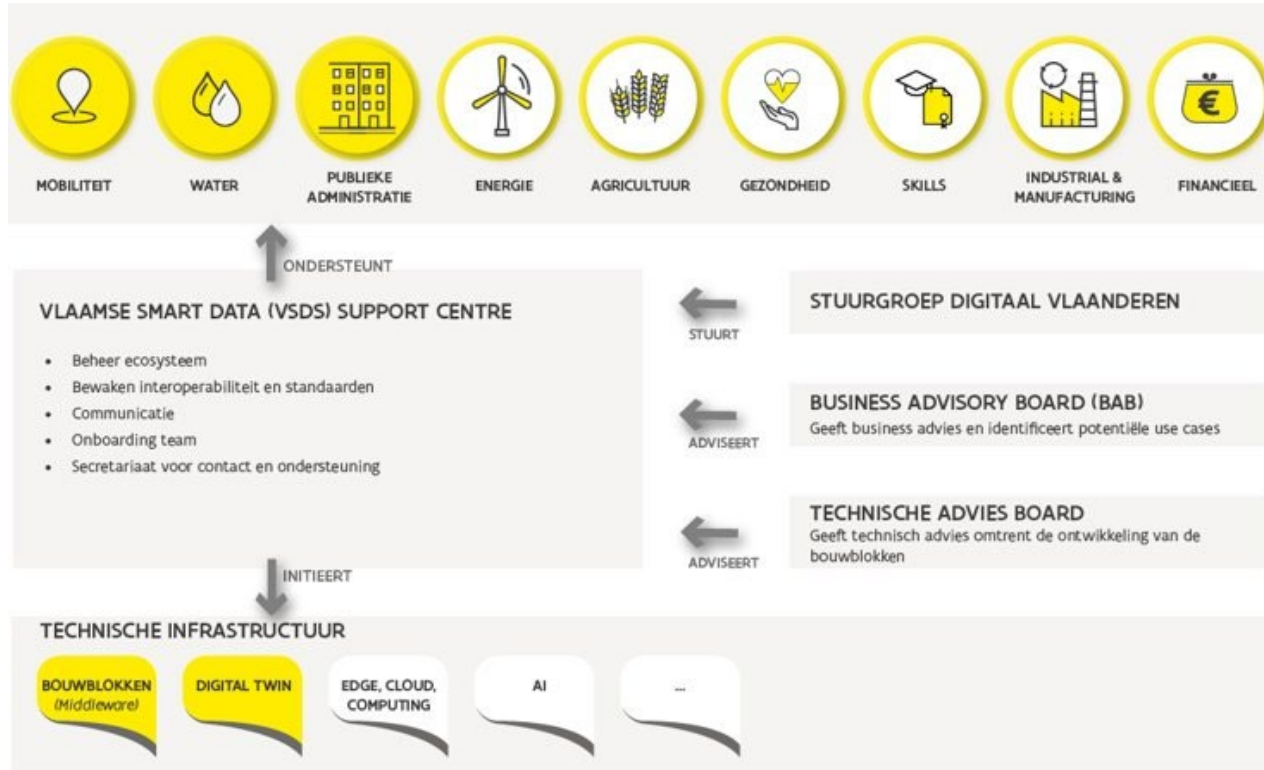 MOBILITEIT
WATER
PUBLIEKE
ADMINISTRATIE
ENERGIE
AGRICULTUUR
GEZONDHEID
SKILLS
INDUSTRIAL &
MANUFACTURING
FINANCIEEL
€
ONDERSTEUNT
VLAAMSE SMART DATA (VSDS) SUPPORT CENTRE
• Beheer ecosysteem
• Bewaken interoperabiliteit en standaarden
• Communicatie
• Onboarding team
• Secretariaat voor contact en ondersteuning
STUURT
STUURGROEP DIGITAAL VLAANDEREN
ADVISEERT
BUSINESS ADVISORY BOARD (BAB)
Geeft business advies en identificeert potentiële use cases
ADVISEERT
TECHNISCHE ADVIES BOARD
Geeft technisch advies omtrent de ontwikkeling van de
bouwblokken
INITIEERT
TECHNISCHE INFRASTRUCTUUR
BOUWBLOKKEN
(Middleware)
DIGITAL TWIN
EDGE, CLOUD,
COMPUTING
AI
...